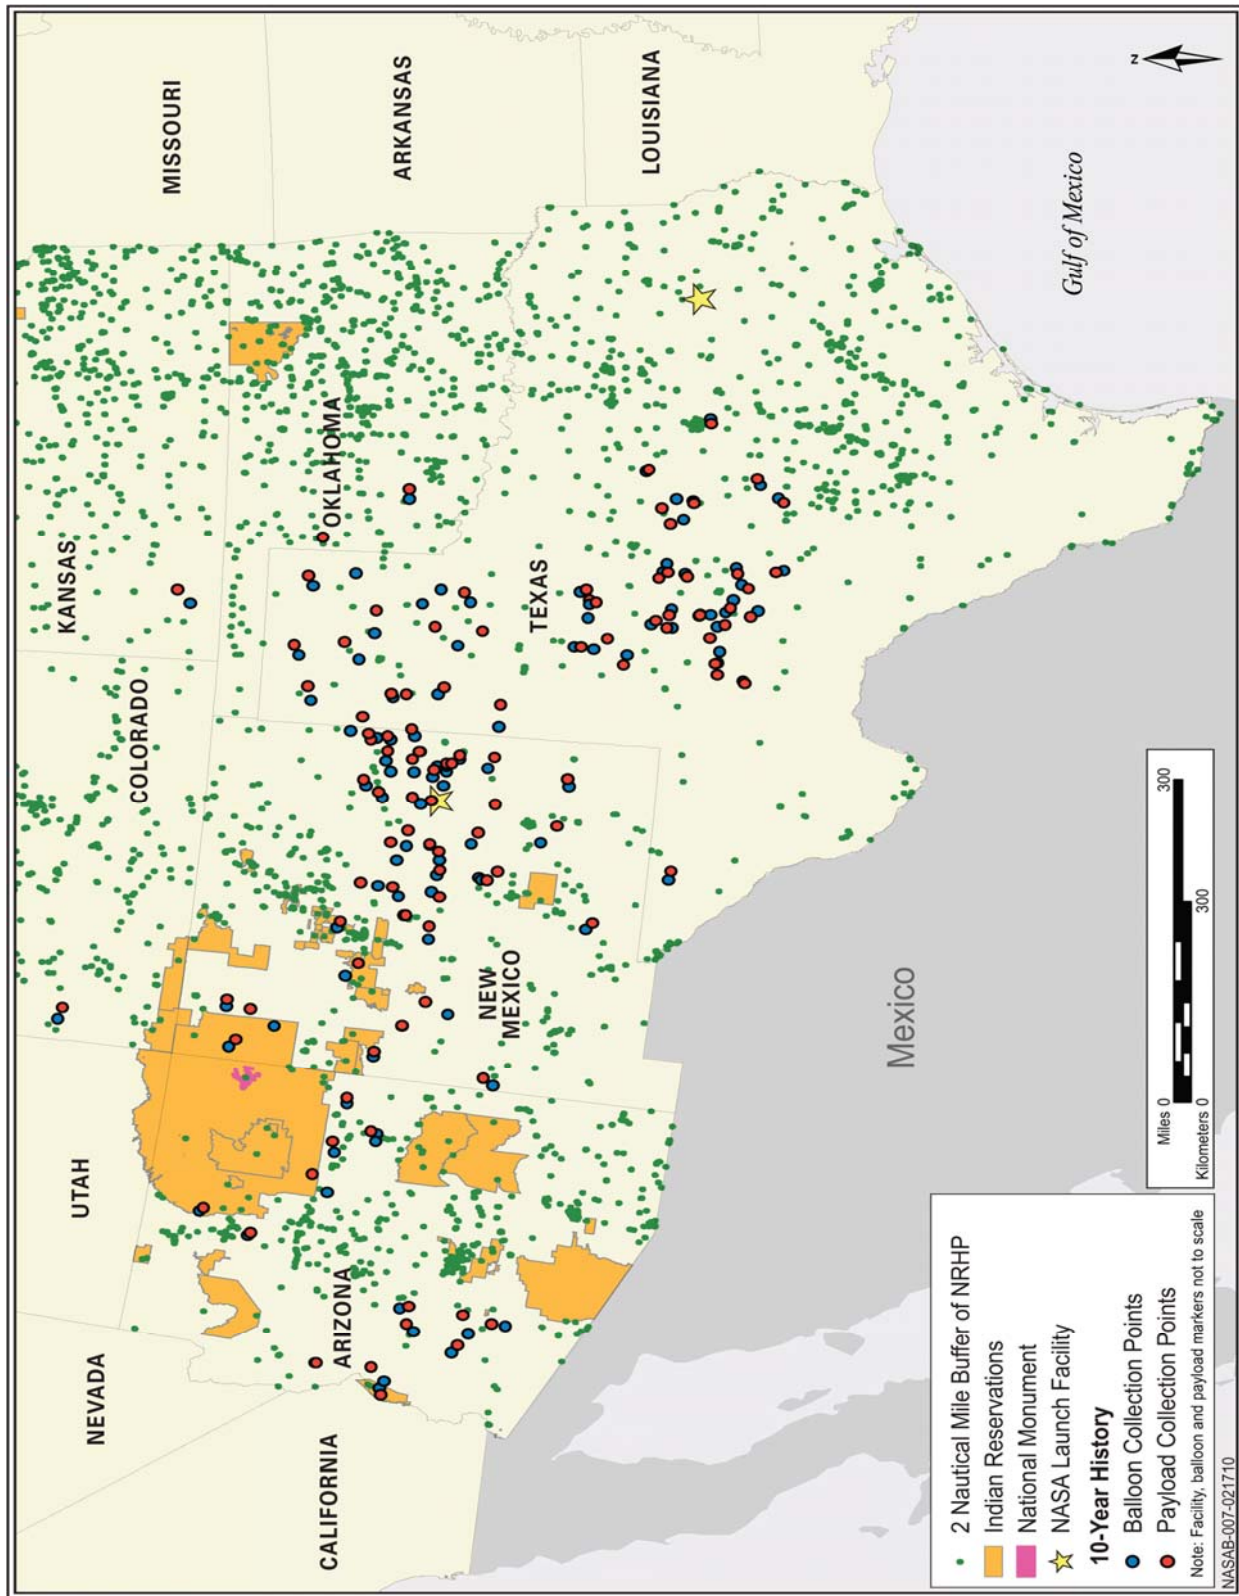 NEVADA
UTAH
COLORADO
KANSAS
MISSOURI
CALIFORNIA
ARIZONA
NEW
MEXICO
TEXAS
OKLAHOMA
ARKANSAS
LOUISIANA
Mexico
Gulf of Mexico
N
2 Nautical Mile Buffer of NRHP
Indian Reservations
National Monument
NASA Launch Facility
10-Year History
Balloon Collection Points
Payload Collection Points
Note: Facility, balloon and payload markers not to scale
Miles 0 300
Kilometers 0 300
NASAB-007-021710